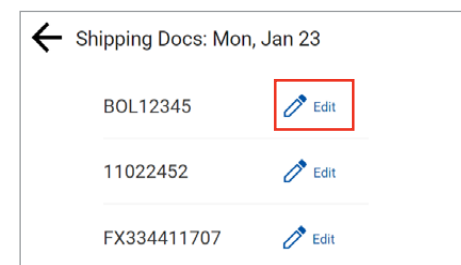 Shipping Docs: Mon, Jan 23
BOL12345 Edit
11022452 Edit
FX334411707 Edit